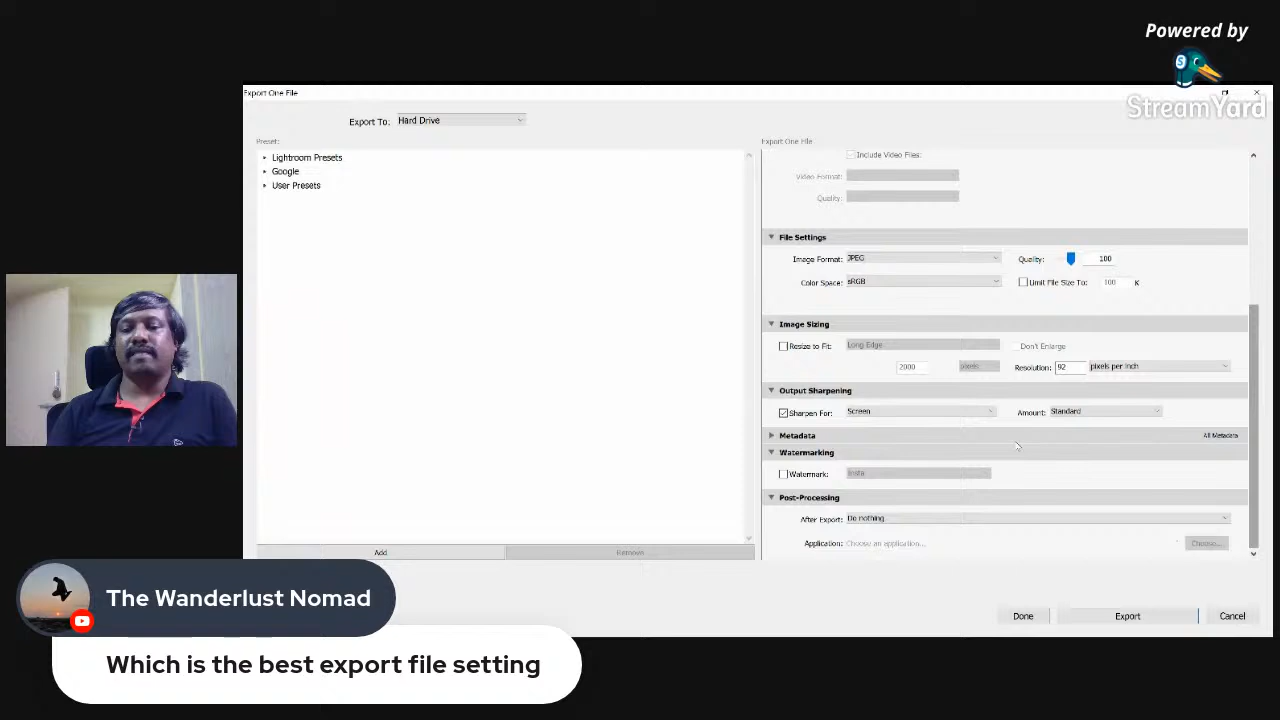 Powered by
StreamYard
Export One File
Export To: Hard Drive
Preset:
Lightroom Presets
Google
User Presets
Add
Remove
Export One File
Include Video Files:
Video Format:
Quality:
File Settings
Image Format: JPEG Quality: 100
Color Space: sRGB Limit File Size To: 100 K
Image Sizing
Resize to Fit: Long Edge Don't Enlarge
2000 pixels Resolution: 92 pixels per inch
Output Sharpening
Sharpen For: Screen Amount: Standard
Metadata All Metadata
Watermarking
Watermark: Insta
Post-Processing
After Export: Do nothing
Application: Choose an application... Choose...
Done Export Cancel
The Wanderlust Nomad
Which is the best export file setting